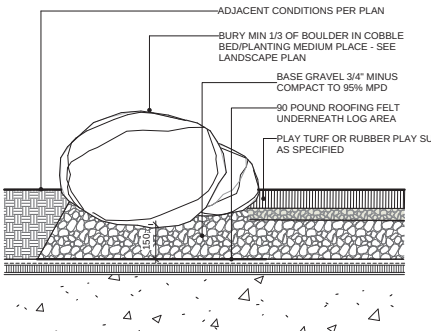 ADJACENT CONDITIONS PER PLAN
BURY MIN 1/3 OF BOULDER IN COBBLE
BED/PLANTING MEDIUM PLACE - SEE
LANDSCAPE PLAN
BASE GRAVEL 3/4" MINUS
COMPACT TO 95% MPD
90 POUND ROOFING FELT
UNDERNEATH LOG AREA
PLAY TURF OR RUBBER PLAY SU
AS SPECIFIED
150±